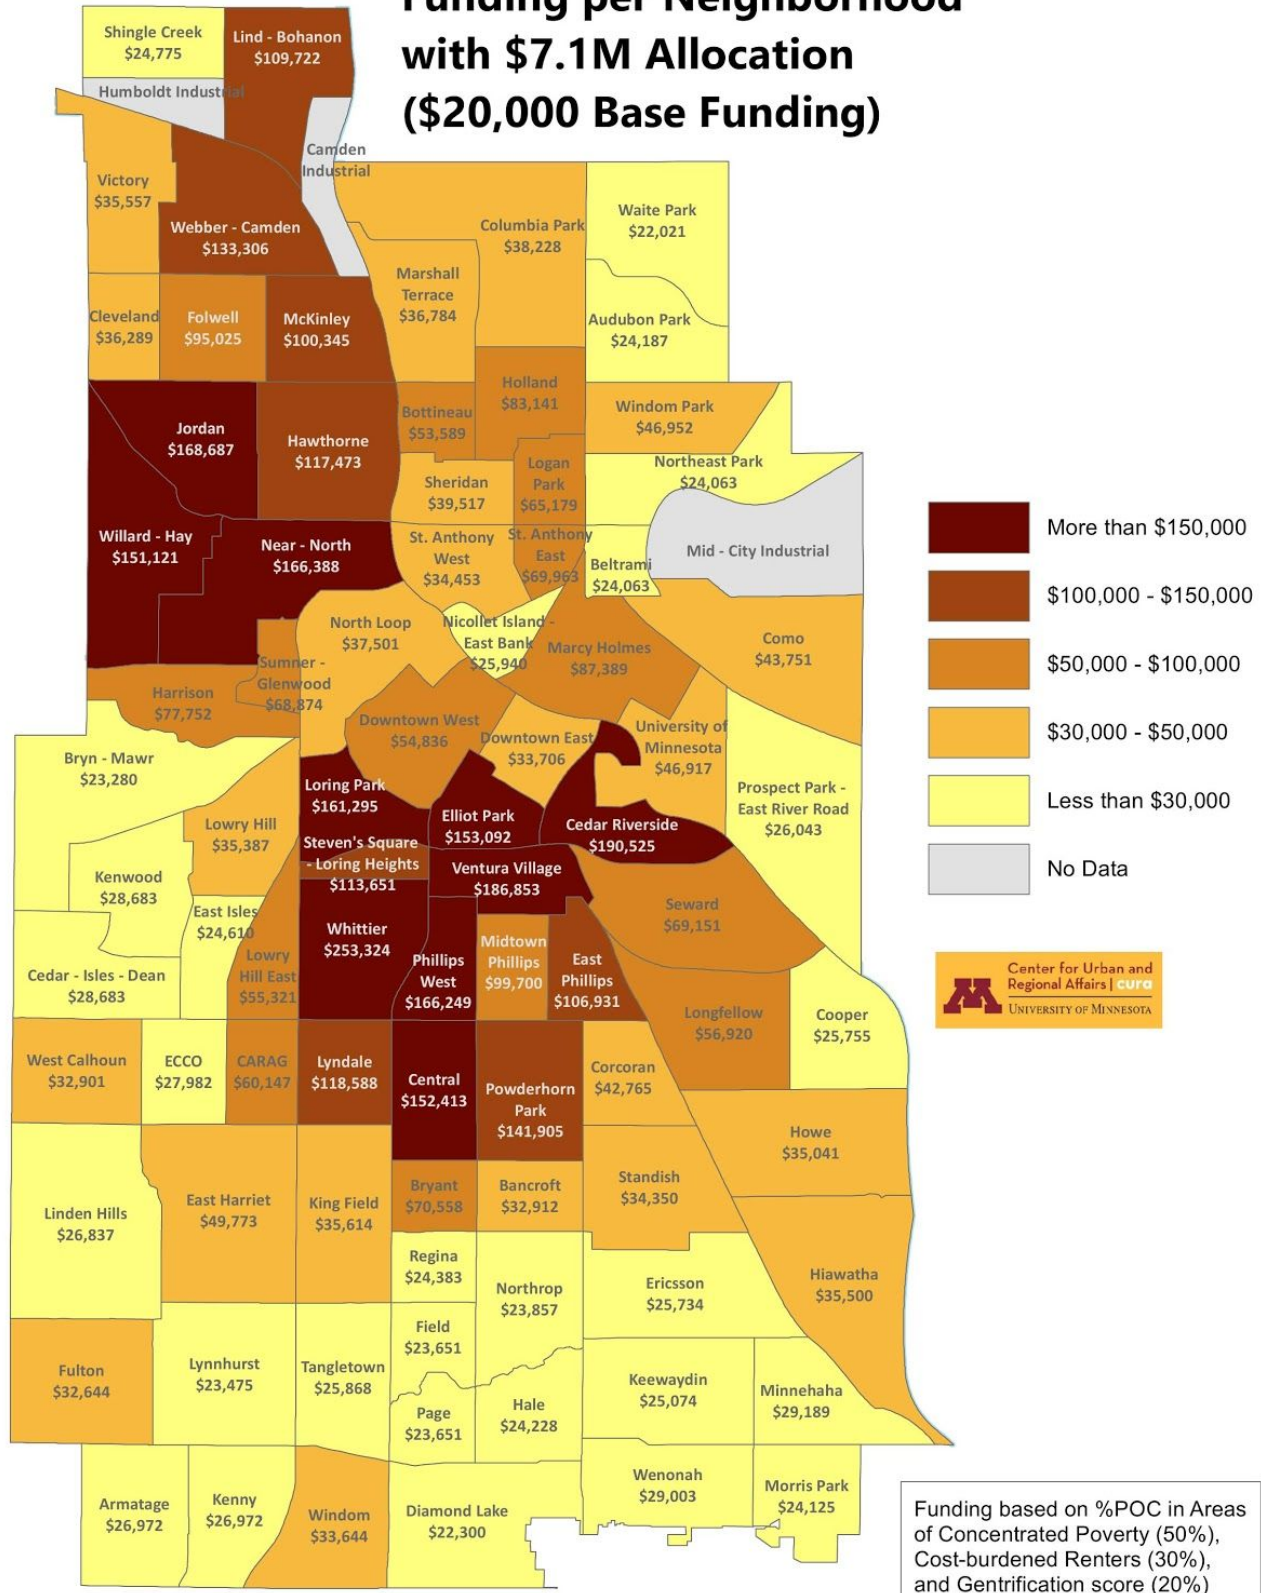 Funding per Neighborhood
with $7.1M Allocation
($20,000 Base Funding)
Shingle Creek
$24,775
Lind - Bohanon
$109,722
Humboldt Industrial
Camden
Industrial
Victory
$35,557
Webber - Camden
$133,306
Columbia Park
$38,228
Waite Park
$22,021
Marshall
Terrace
$36,784
Cleveland
$36,289
Folwell
$95,025
McKinley
$100,345
Audubon Park
$24,187
Holland
$83,141
Bottineau
$53,589
Windom Park
$46,952
Jordan
$168,687
Hawthorne
$117,473
Sheridan
$39,517
Logan
Park
$65,179
Northeast Park
$24,063
Willard - Hay
$151,121
Near - North
$166,388
St. Anthony
West
$34,453
St. Anthony
East
$69,963
Beltrami
$24,063
Mid - City Industrial
North Loop
$37,501
Nicollet Island -
East Bank
$25,940
Marcy Holmes
$87,389
Como
$43,751
Sumner -
Glenwood
$68,874
Harrison
$77,752
Downtown West
$54,836
Downtown East
$33,706
University of
Minnesota
$46,917
Bryn - Mawr
$23,280
Loring Park
$161,295
Prospect Park -
East River Road
$26,043
Lowry Hill
$35,387
Elliot Park
$153,092
Cedar Riverside
$190,525
Steven's Square
- Loring Heights
$113,651
Kenwood
$28,683
Ventura Village
$186,853
East Isles
$24,610
Seward
$69,151
Whittier
$253,324
Lowry
Hill East
$55,321
Cedar - Isles - Dean
$28,683
Phillips
West
$166,249
Midtown
Phillips
$99,700
East
Phillips
$106,931
Longfellow
$56,920
Cooper
$25,755
West Calhoun
$32,901
ECCO
$27,982
CARAG
$60,147
Lyndale
$118,588
Central
$152,413
Powderhorn
Park
$141,905
Corcoran
$42,765
Howe
$35,041
Linden Hills
$26,837
East Harriet
$49,773
King Field
$35,614
Bryant
$70,558
Bancroft
$32,912
Standish
$34,350
Regina
$24,383
Northrop
$23,857
Ericsson
$25,734
Hiawatha
$35,500
Field
$23,651
Fulton
$32,644
Lynnhurst
$23,475
Tangletown
$25,868
Page
$23,651
Hale
$24,228
Keewaydin
$25,074
Minnehaha
$29,189
Armatage
$26,972
Kenny
$26,972
Windom
$33,644
Diamond Lake
$22,300
Wenonah
$29,003
Morris Park
$24,125
More than $150,000
$100,000 - $150,000
$50,000 - $100,000
$30,000 - $50,000
Less than $30,000
No Data
Center for Urban and
Regional Affairs | cura
UNIVERSITY OF MINNESOTA
Funding based on %POC in Areas
of Concentrated Poverty (50%),
Cost-burdened Renters (30%),
and Gentrification score (20%)